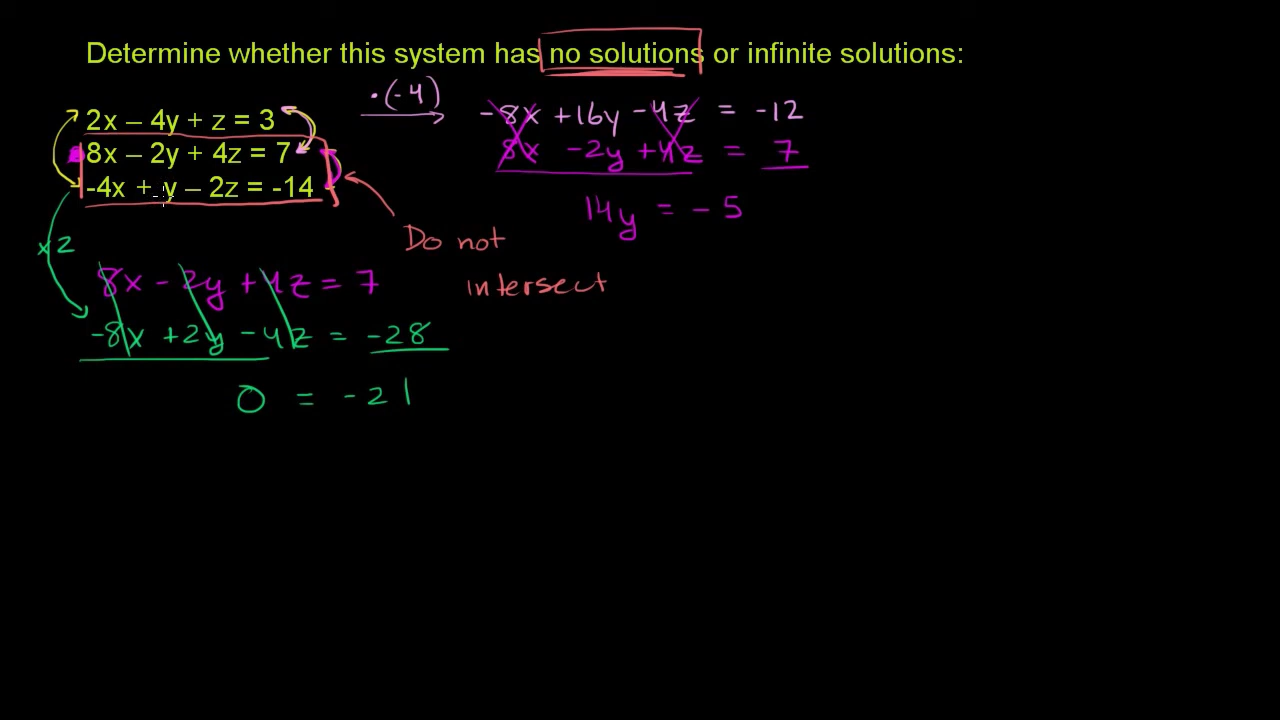 Determine whether this system has no solutions or infinite solutions:
2x – 4y + z = 3
8x – 2y + 4z = 7
-4x + y – 2z = -14
· (-4)
-8x +16y -4z = -12
8x -2y +4z = 7
14y = -5
Do not
intersect
x2
8x - 2y + 4z = 7
-8x +2y -4z = -28
0 = -21